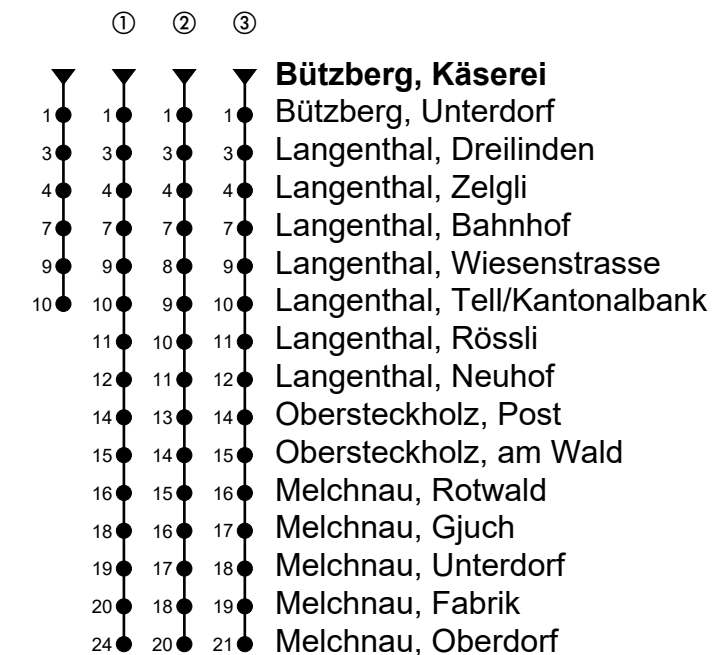 ① ② ③
Bützberg, Käserei
1 1 1 1 Bützberg, Unterdorf
3 3 3 3 Langenthal, Dreilinden
4 4 4 4 Langenthal, Zelgli
7 7 7 7 Langenthal, Bahnhof
9 9 8 9 Langenthal, Wiesenstrasse
10 10 9 10 Langenthal, Tell/Kantonalbank
11 10 11 Langenthal, Rössli
12 11 12 Langenthal, Neuhof
14 13 14 Obersteckholz, Post
15 14 15 Obersteckholz, am Wald
16 15 16 Melchnau, Rotwald
18 16 17 Melchnau, Gjuch
19 17 18 Melchnau, Unterdorf
20 18 19 Melchnau, Fabrik
24 20 21 Melchnau, Oberdorf